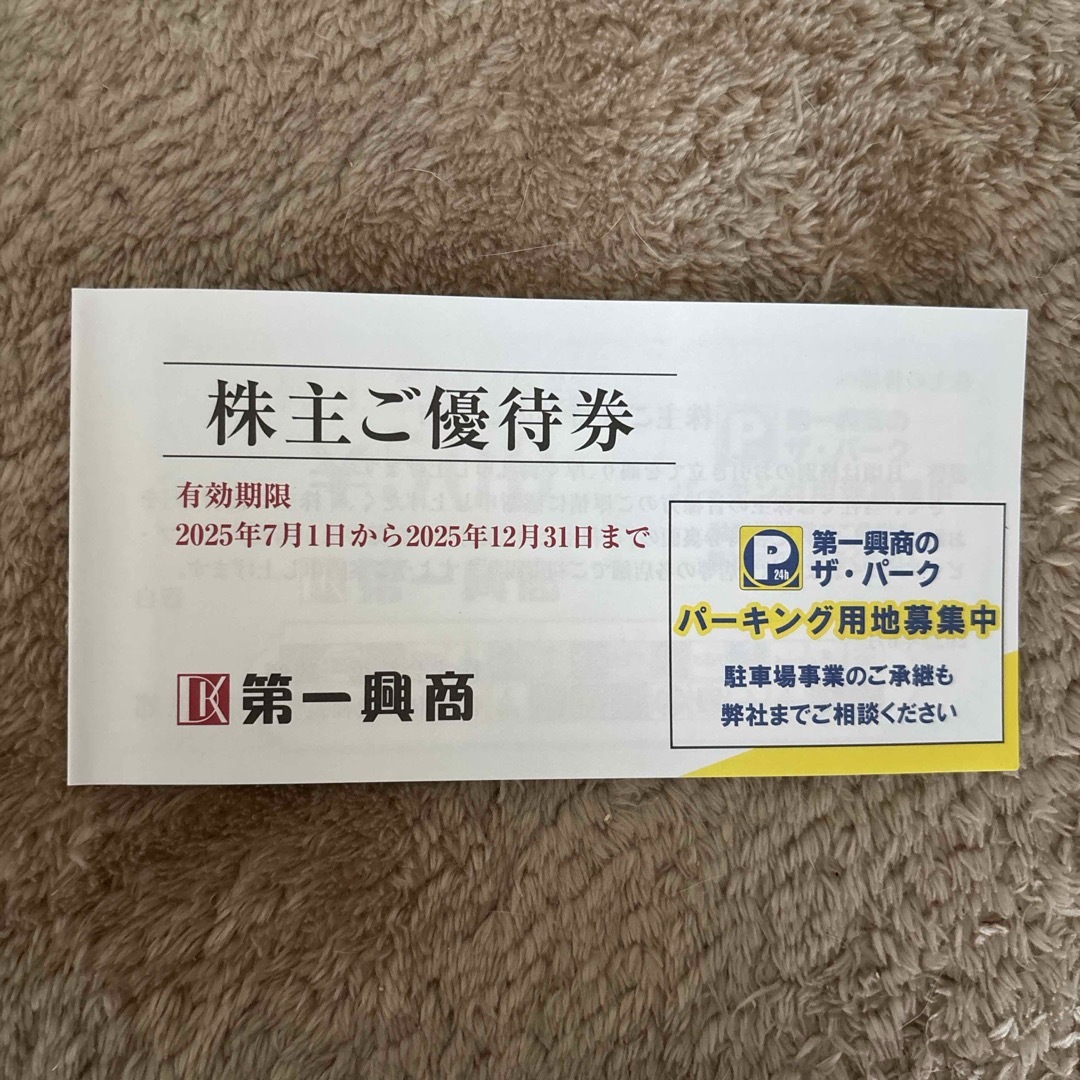 株主ご優待券
有効期限
2025年7月1日から2025年12月31日まで
DK 第一興商
P 24h
第一興商の
ザ・パーク
パーキング用地募集中
駐車場事業のご承継も
弊社までご相談ください